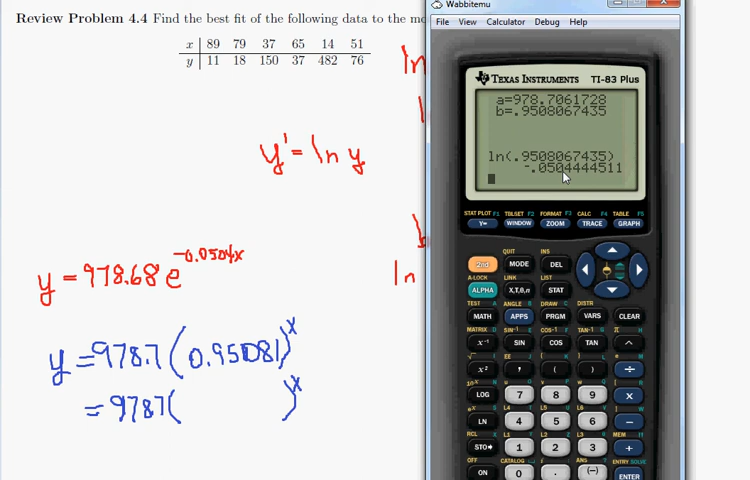 Review Problem 4.4 Find the best fit of the following data to the mo
x 89 79 37 65 14 51
y 11 18 150 37 482 76
ln
y' = ln y
y = 978.68 e^-0.0504x
ln
y = 978.7 (0.95081)^x
= 978.7 ( )^x
Wabbitemu
File View Calculator Debug Help
TEXAS INSTRUMENTS TI-83 Plus
a=978.7061728
b=.9508067435
ln(.9508067435)
-.0504444511
STAT PLOT F1 TBLSET F2 FORMAT F3 CALC F4 TABLE F5
Y= WINDOW ZOOM TRACE GRAPH
QUIT INS
2nd MODE DEL
A-LOCK LINK LIST
ALPHA X,T,θ,n STAT
TEST A ANGLE B DRAW C DISTR
MATH APPS PRGM VARS CLEAR
MATRIX D SIN⁻¹ E COS⁻¹ F TAN⁻¹ G π H
x⁻¹ SIN COS TAN ^
√ I EE J { K } L e M
x² , ( ) ÷
10ˣ N u O v P w Q [ R
LOG 7 8 9 ×
eˣ S L4 T L5 U L6 V ] W
LN 4 5 6 −
RCL X L1 Y L2 Z L3 θ MEM "
STO▸ 1 2 3 +
OFF CATALOG i : ANS ? ENTRY SOLVE
ON 0 . (−) ENTER